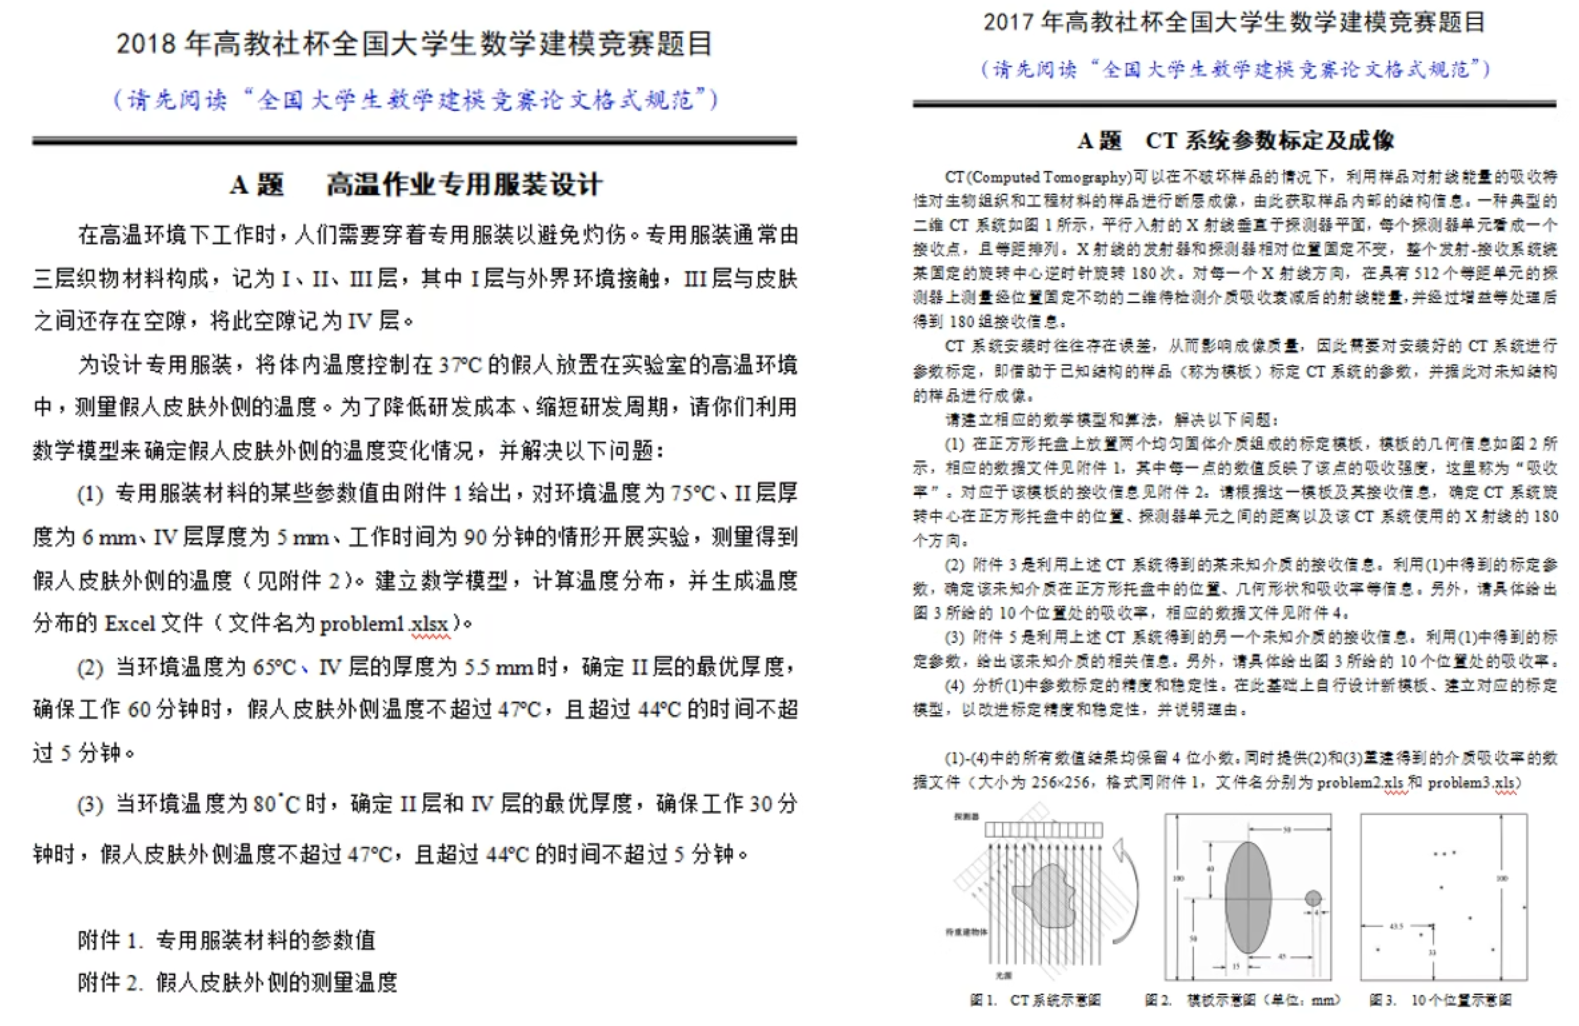 2018 年高教社杯全国大学生数学建模竞赛题目
(请先阅读“全国大学生数学建模竞赛论文格式规范”)
A 题 高温作业专用服装设计
在高温环境下工作时，人们需要穿着专用服装以避免灼伤。专用服装通常由
三层织物材料构成，记为 I、II、III 层，其中 I 层与外界环境接触，III 层与皮肤
之间还存在空隙，将此空隙记为 IV 层。
为设计专用服装，将体内温度控制在 37ºC 的假人放置在实验室的高温环境
中，测量假人皮肤外侧的温度。为了降低研发成本、缩短研发周期，请你们利用
数学模型来确定假人皮肤外侧的温度变化情况，并解决以下问题：
(1) 专用服装材料的某些参数值由附件 1 给出，对环境温度为 75ºC、II 层厚
度为 6 mm、IV 层厚度为 5 mm、工作时间为 90 分钟的情形开展实验，测量得到
假人皮肤外侧的温度（见附件 2）。建立数学模型，计算温度分布，并生成温度
分布的 Excel 文件（文件名为 problem1.xlsx）。
(2) 当环境温度为 65ºC、IV 层的厚度为 5.5 mm 时，确定 II 层的最优厚度，
确保工作 60 分钟时，假人皮肤外侧温度不超过 47ºC，且超过 44ºC 的时间不超
过 5 分钟。
(3) 当环境温度为 80°C 时，确定 II 层和 IV 层的最优厚度，确保工作 30 分
钟时，假人皮肤外侧温度不超过 47ºC，且超过 44ºC 的时间不超过 5 分钟。
附件 1. 专用服装材料的参数值
附件 2. 假人皮肤外侧的测量温度
2017 年高教社杯全国大学生数学建模竞赛题目
(请先阅读“全国大学生数学建模竞赛论文格式规范”)
A 题 CT 系统参数标定及成像
CT(Computed Tomography)可以在不破坏样品的情况下，利用样品对射线能量的吸收特
性对生物组织和工程材料的样品进行断层成像，由此获取样品内部的结构信息。一种典型的
二维 CT 系统如图 1 所示，平行入射的 X 射线垂直于探测器平面，每个探测器单元看成一个
接收点，且等距排列。X 射线的发射器和探测器相对位置固定不变，整个发射-接收系统绕
某固定的旋转中心逆时针旋转 180 次。对每一个 X 射线方向，在具有 512 个等距单元的探
测器上测量经位置固定不动的二维待检测介质吸收衰减后的射线能量，并经过增益等处理后
得到 180 组接收信息。
CT 系统安装时往往存在误差，从而影响成像质量，因此需要对安装好的 CT 系统进行
参数标定，即借助于已知结构的样品（称为模板）标定 CT 系统的参数，并据此对未知结构
的样品进行成像。
请建立相应的数学模型和算法，解决以下问题：
(1) 在正方形托盘上放置两个均匀固体介质组成的标定模板，模板的几何信息如图 2 所
示，相应的数据文件见附件 1，其中每一点的数值反映了该点的吸收强度，这里称为“吸收
率”。对应于该模板的接收信息见附件 2。请根据这一模板及其接收信息，确定 CT 系统旋
转中心在正方形托盘中的位置、探测器单元之间的距离以及该 CT 系统使用的 X 射线的 180
个方向。
(2) 附件 3 是利用上述 CT 系统得到的某未知介质的接收信息。利用(1)中得到的标定参
数，确定该未知介质在正方形托盘中的位置、几何形状和吸收率等信息。另外，请具体给出
图 3 所给的 10 个位置处的吸收率，相应的数据文件见附件 4。
(3) 附件 5 是利用上述 CT 系统得到的另一个未知介质的接收信息。利用(1)中得到的标
定参数，给出该未知介质的相关信息。另外，请具体给出图 3 所给的 10 个位置处的吸收率。
(4) 分析(1)中参数标定的精度和稳定性。在此基础上自行设计新模板、建立对应的标定
模型，以改进标定精度和稳定性，并说明理由。
(1)-(4)中的所有数值结果均保留 4 位小数。同时提供(2)和(3)重建得到的介质吸收率的数
据文件（大小为 256×256，格式同附件 1，文件名分别为 problem2.xls 和 problem3.xls）
探测器
待重建物体
光源
50
100
40
4
50
45
15
100
43.5
33
图 1. CT 系统示意图
图 2. 模板示意图（单位：mm）
图 3. 10 个位置示意图